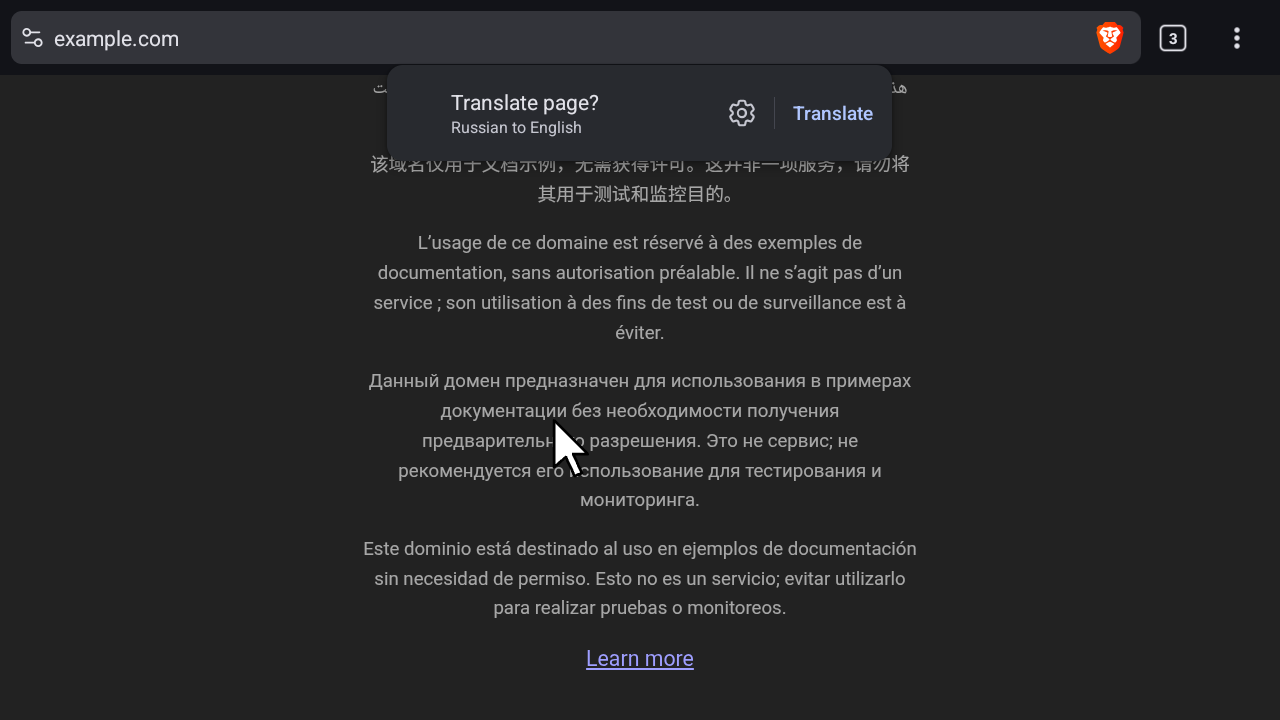 example.com
3
Translate page?
Russian to English
Translate
该域名仅用于文档示例，无需获得许可。这并非一项服务，请勿将
其用于测试和监控目的。
L’usage de ce domaine est réservé à des exemples de
documentation, sans autorisation préalable. Il ne s’agit pas d’un
service ; son utilisation à des fins de test ou de surveillance est à
éviter.
Данный домен предназначен для использования в примерах
документации без необходимости получения
разрешения. Это не сервис; не
рекомендуется его использование для тестирования и
мониторинга.
Este dominio está destinado al uso en ejemplos de documentación
sin necesidad de permiso. Esto no es un servicio; evitar utilizarlo
para realizar pruebas o monitoreos.
Learn more